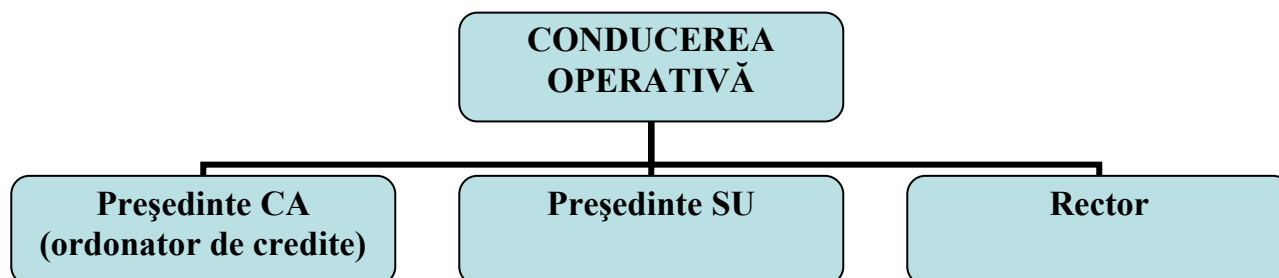 CONDUCEREA
OPERATIVĂ
Preşedinte CA
(ordonator de credite)
Preşedinte SU
Rector